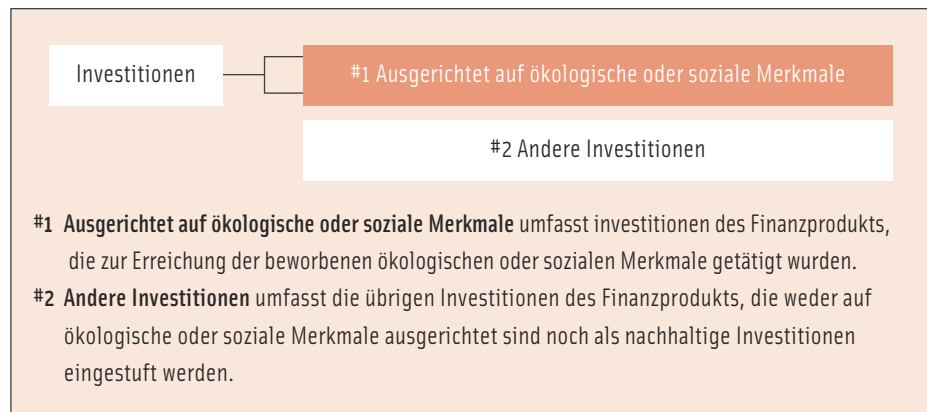 Investitionen
#1 Ausgerichtet auf ökologische oder soziale Merkmale
#2 Andere Investitionen
#1 Ausgerichtet auf ökologische oder soziale Merkmale umfasst investitionen des Finanzprodukts,
die zur Erreichung der beworbenen ökologischen oder sozialen Merkmale getätigt wurden.
#2 Andere Investitionen umfasst die übrigen Investitionen des Finanzprodukts, die weder auf
ökologische oder soziale Merkmale ausgerichtet sind noch als nachhaltige Investitionen
eingestuft werden.